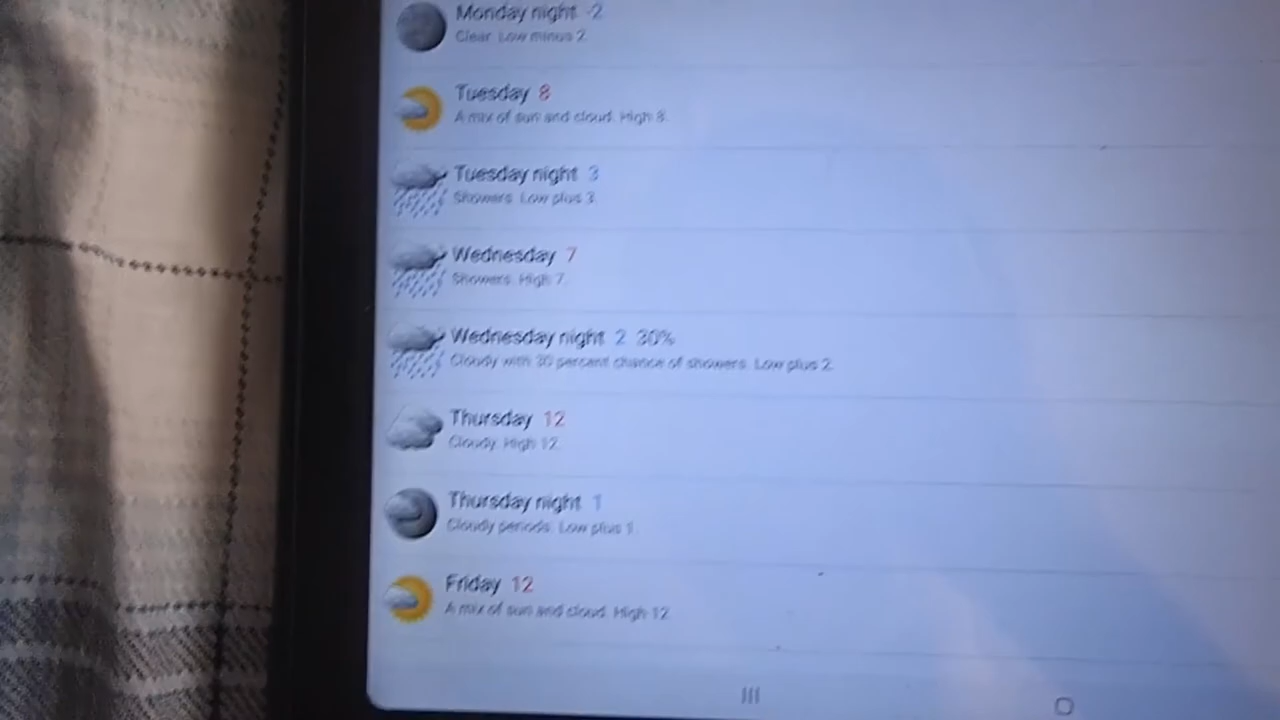 Monday night -2
Clear. Low minus 2.
Tuesday 8
A mix of sun and cloud. High 8.
Tuesday night 3
Showers. Low plus 3.
Wednesday 7
Showers. High 7.
Wednesday night 2 30%
Cloudy with 30 percent chance of showers. Low plus 2.
Thursday 12
Cloudy. High 12.
Thursday night 1
Cloudy periods. Low plus 1.
Friday 12
A mix of sun and cloud. High 12.